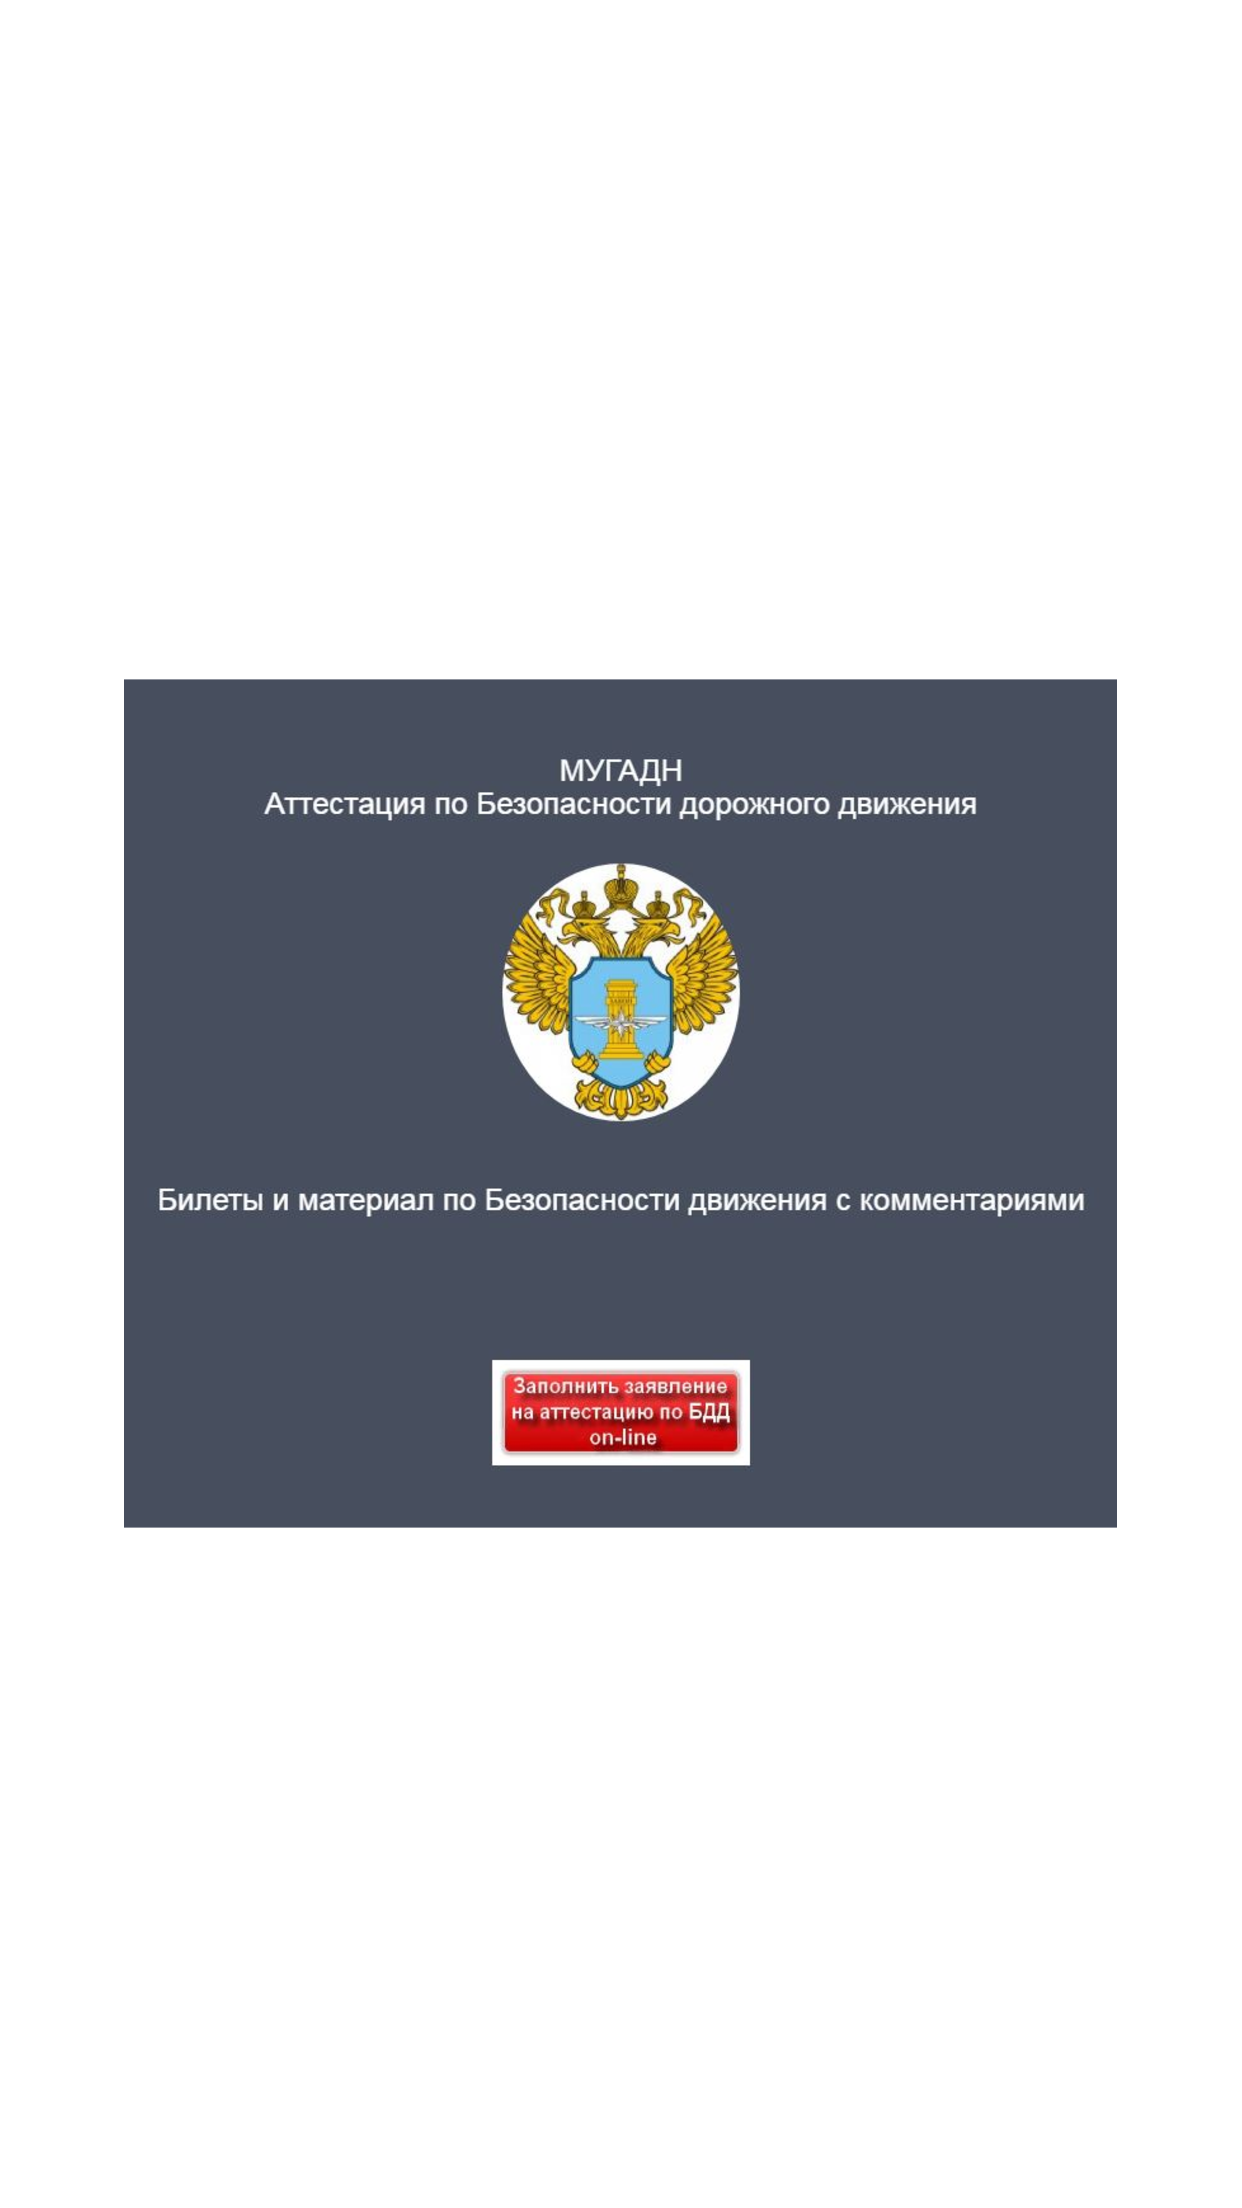 МУГАДН
Аттестация по Безопасности дорожного движения
Билеты и материал по Безопасности движения с комментариями
Заполнить заявление
на аттестацию по БДД
on-line